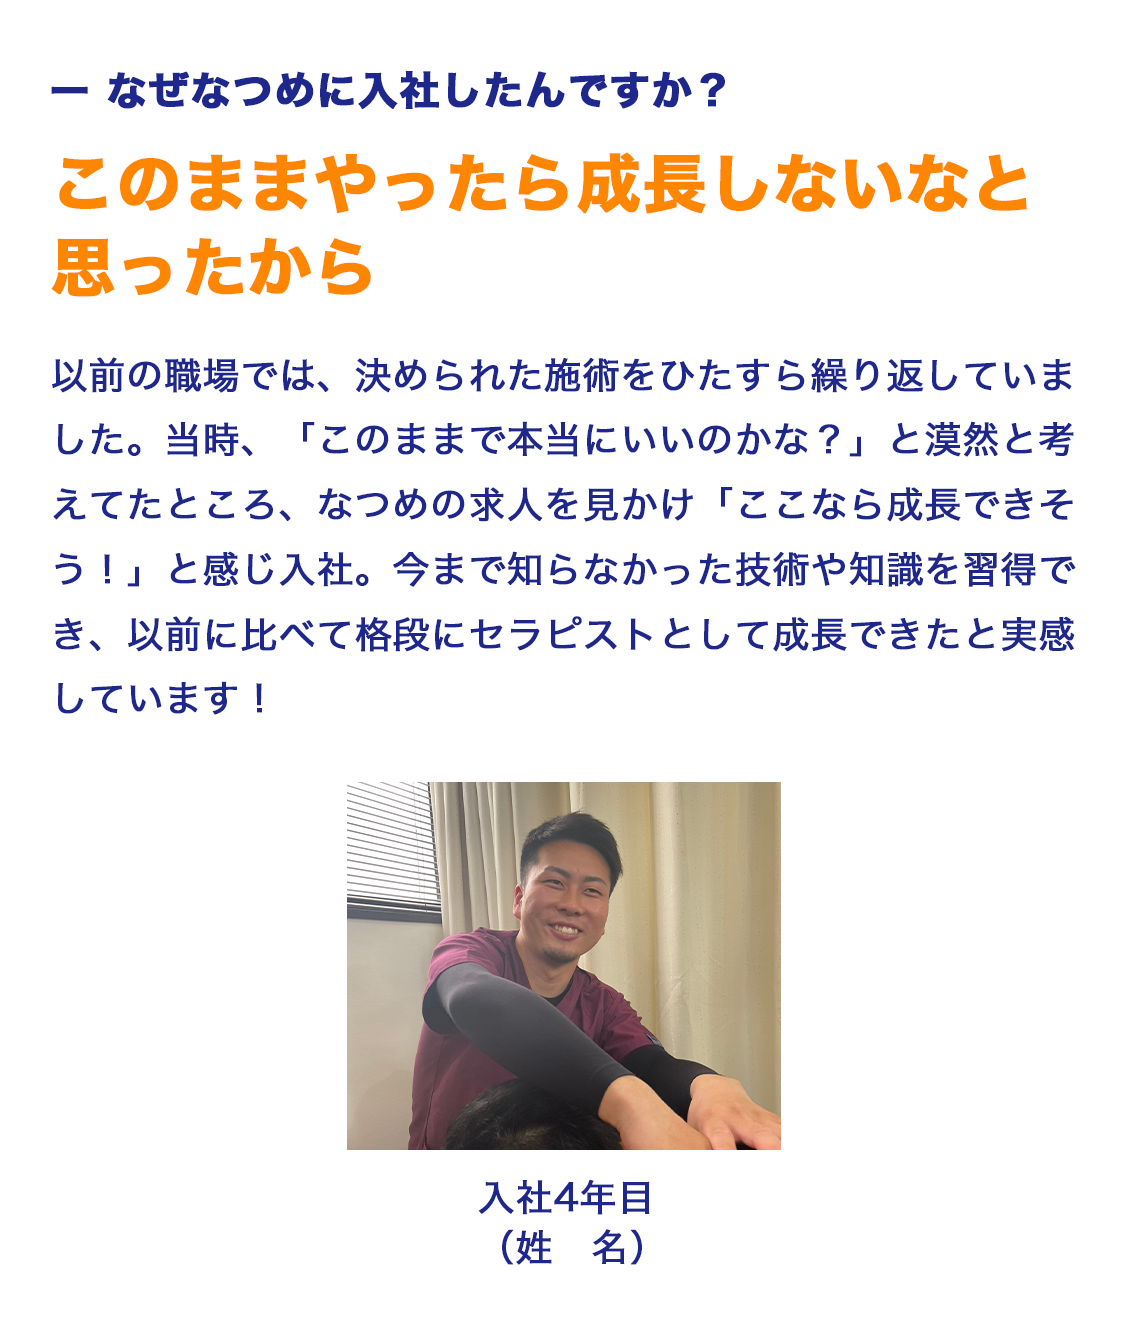 ー なぜなつめに入社したんですか？
このままやったら成長しないなと
思ったから
以前の職場では、決められた施術をひたすら繰り返していま
した。当時、「このままで本当にいいのかな？」と漠然と考
えてたところ、なつめの求人を見かけ「ここなら成長できそ
う！」と感じ入社。今まで知らなかった技術や知識を習得で
き、以前に比べて格段にセラピストとして成長できたと実感
しています！
入社4年目
（姓　名）